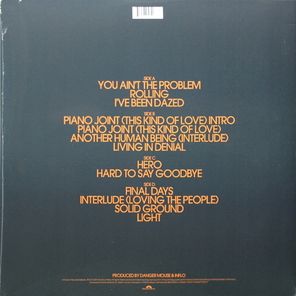 SIDE A
YOU AIN'T THE PROBLEM
ROLLING
I'VE BEEN DAZED
SIDE B
PIANO JOINT (THIS KIND OF LOVE) INTRO
PIANO JOINT (THIS KIND OF LOVE)
ANOTHER HUMAN BEING (INTERLUDE)
LIVING IN DENIAL
SIDE C
HERO
HARD TO SAY GOODBYE
SIDE D
FINAL DAYS
INTERLUDE (LOVING THE PEOPLE)
SOLID GROUND
LIGHT
PRODUCED BY DANGER MOUSE & INFLO